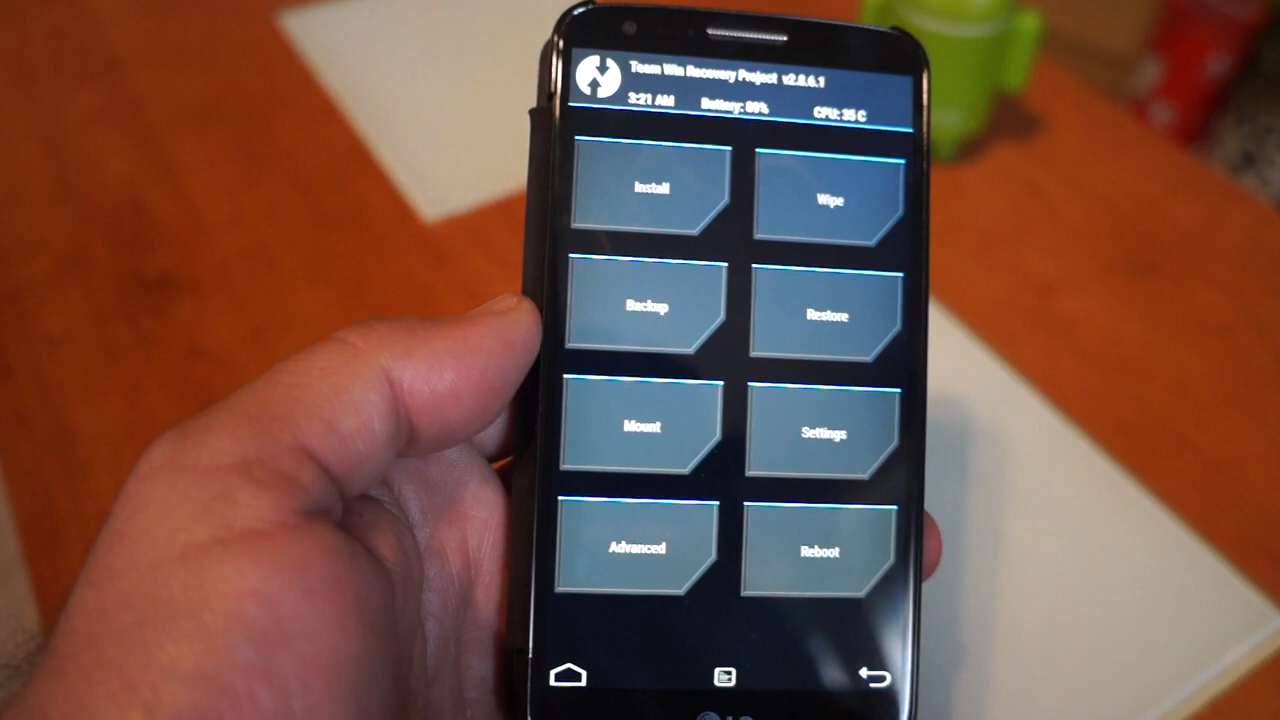 Team Win Recovery Project v2.8.6.1
3:21 AM Battery: 89% CPU: 35 C
Install
Wipe
Backup
Restore
Mount
Settings
Advanced
Reboot
LG